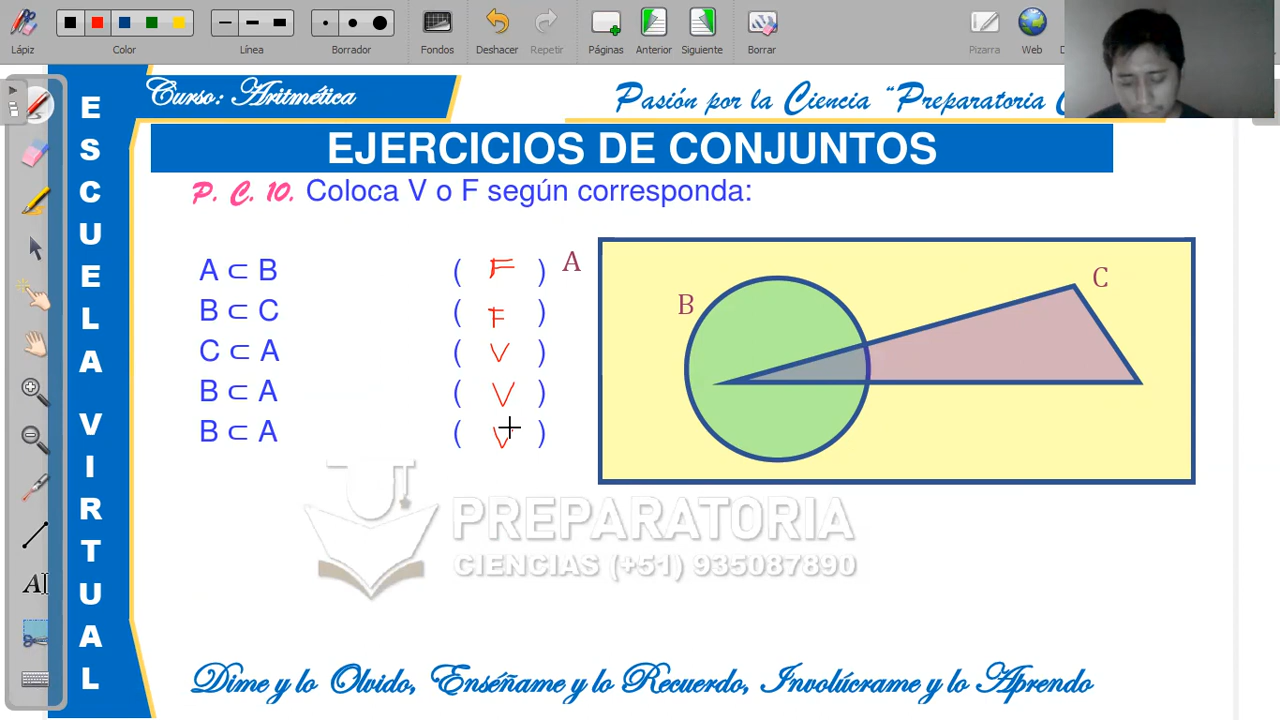 Lápiz
Color
Línea
Borrador
Fondos
Deshacer
Repetir
Páginas
Anterior
Siguiente
Borrar
Pizarra
Web
Curso: Aritmética
Pasión por la Ciencia "Preparatoria
ESCUELA VIRTUAL
EJERCICIOS DE CONJUNTOS
P. C. 10. Coloca V o F según corresponda:
A ⊂ B ( F )
B ⊂ C ( F )
C ⊂ A ( V )
B ⊂ A ( V )
B ⊂ A ( V )
A
B
C
PREPARATORIA
CIENCIAS (+51) 935087890
Dime y lo Olvido, Enséñame y lo Recuerdo, Involúcrame y lo Aprendo
AI